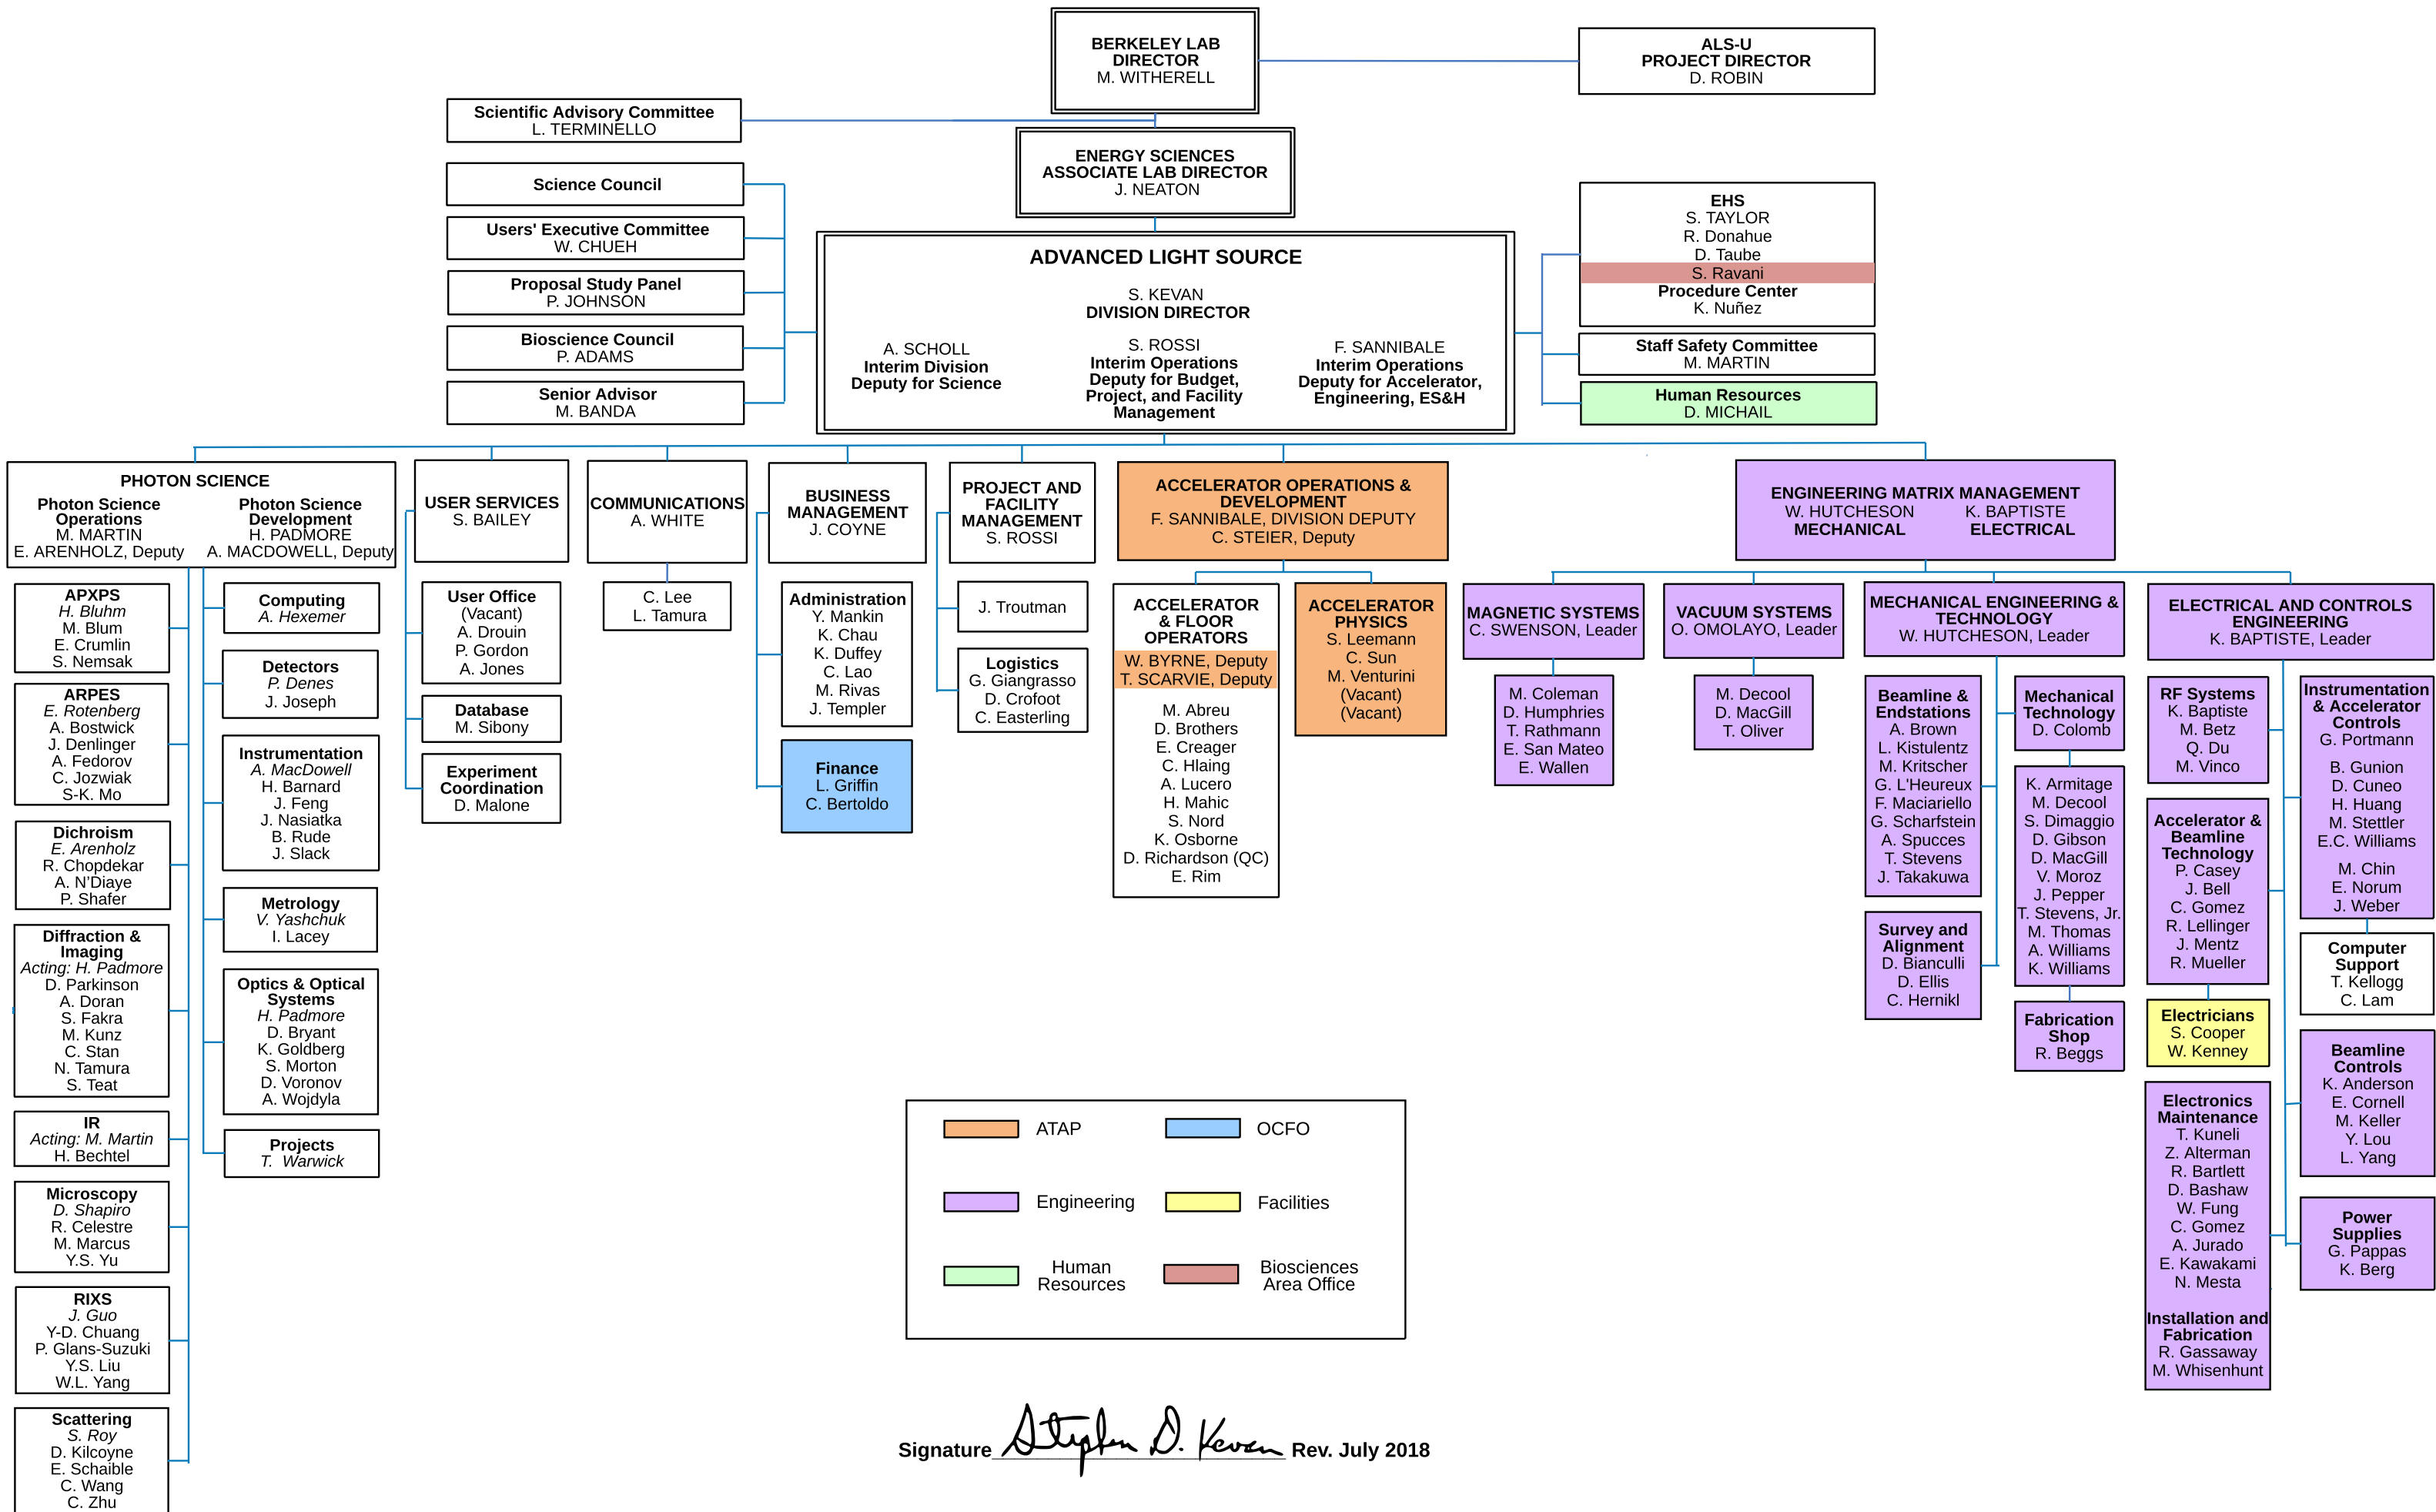 BERKELEY LAB
DIRECTOR
M. WITHERELL
ALS-U
PROJECT DIRECTOR
D. ROBIN
Scientific Advisory Committee
L. TERMINELLO
ENERGY SCIENCES
ASSOCIATE LAB DIRECTOR
J. NEATON
Science Council
Users' Executive Committee
W. CHUEH
Proposal Study Panel
P. JOHNSON
Bioscience Council
P. ADAMS
Senior Advisor
M. BANDA
ADVANCED LIGHT SOURCE
S. KEVAN
DIVISION DIRECTOR
A. SCHOLL
Interim Division
Deputy for Science
S. ROSSI
Interim Operations
Deputy for Budget,
Project, and Facility
Management
F. SANNIBALE
Interim Operations
Deputy for Accelerator,
Engineering, ES&H
EHS
S. TAYLOR
R. Donahue
D. Taube
S. Ravani
Procedure Center
K. Nuñez
Staff Safety Committee
M. MARTIN
Human Resources
D. MICHAIL
PHOTON SCIENCE
Photon Science
Operations
M. MARTIN
E. ARENHOLZ, Deputy
Photon Science
Development
H. PADMORE
A. MACDOWELL, Deputy
APXPS
H. Bluhm
M. Blum
E. Crumlin
S. Nemsak
ARPES
E. Rotenberg
A. Bostwick
J. Denlinger
A. Fedorov
C. Jozwiak
S-K. Mo
Dichroism
E. Arenholz
R. Chopdekar
A. N'Diaye
P. Shafer
Diffraction &
Imaging
Acting: H. Padmore
D. Parkinson
A. Doran
S. Fakra
M. Kunz
C. Stan
N. Tamura
S. Teat
IR
Acting: M. Martin
H. Bechtel
Microscopy
D. Shapiro
R. Celestre
M. Marcus
Y.S. Yu
RIXS
J. Guo
Y-D. Chuang
P. Glans-Suzuki
Y.S. Liu
W.L. Yang
Scattering
S. Roy
D. Kilcoyne
E. Schaible
C. Wang
C. Zhu
Computing
A. Hexemer
Detectors
P. Denes
J. Joseph
Instrumentation
A. MacDowell
H. Barnard
J. Feng
J. Nasiatka
B. Rude
J. Slack
Metrology
V. Yashchuk
I. Lacey
Optics & Optical
Systems
H. Padmore
D. Bryant
K. Goldberg
S. Morton
D. Voronov
A. Wojdyla
Projects
T. Warwick
USER SERVICES
S. BAILEY
User Office
(Vacant)
A. Drouin
P. Gordon
A. Jones
Database
M. Sibony
Experiment
Coordination
D. Malone
COMMUNICATIONS
A. WHITE
C. Lee
L. Tamura
BUSINESS
MANAGEMENT
J. COYNE
Administration
Y. Mankin
K. Chau
K. Duffey
C. Lao
M. Rivas
J. Templer
Finance
L. Griffin
C. Bertoldo
PROJECT AND
FACILITY
MANAGEMENT
S. ROSSI
J. Troutman
Logistics
G. Giangrasso
D. Crofoot
C. Easterling
ACCELERATOR OPERATIONS &
DEVELOPMENT
F. SANNIBALE, DIVISION DEPUTY
C. STEIER, Deputy
ACCELERATOR
& FLOOR
OPERATORS
W. BYRNE, Deputy
T. SCARVIE, Deputy
M. Abreu
D. Brothers
E. Creager
C. Hlaing
A. Lucero
H. Mahic
S. Nord
K. Osborne
D. Richardson (QC)
E. Rim
ACCELERATOR
PHYSICS
S. Leemann
C. Sun
M. Venturini
(Vacant)
(Vacant)
ENGINEERING MATRIX MANAGEMENT
W. HUTCHESON K. BAPTISTE
MECHANICAL ELECTRICAL
MAGNETIC SYSTEMS
C. SWENSON, Leader
M. Coleman
D. Humphries
T. Rathmann
E. San Mateo
E. Wallen
VACUUM SYSTEMS
O. OMOLAYO, Leader
M. Decool
D. MacGill
T. Oliver
MECHANICAL ENGINEERING &
TECHNOLOGY
W. HUTCHESON, Leader
Beamline &
Endstations
A. Brown
L. Kistulentz
M. Kritscher
G. L'Heureux
F. Maciariello
G. Scharfstein
A. Spucces
T. Stevens
J. Takakuwa
Survey and
Alignment
D. Bianculli
D. Ellis
C. Hernikl
Mechanical
Technology
D. Colomb
K. Armitage
M. Decool
S. Dimaggio
D. Gibson
D. MacGill
V. Moroz
J. Pepper
T. Stevens, Jr.
M. Thomas
A. Williams
K. Williams
Fabrication
Shop
R. Beggs
ELECTRICAL AND CONTROLS
ENGINEERING
K. BAPTISTE, Leader
RF Systems
K. Baptiste
M. Betz
Q. Du
M. Vinco
Accelerator &
Beamline
Technology
P. Casey
J. Bell
C. Gomez
R. Lellinger
J. Mentz
R. Mueller
Electricians
S. Cooper
W. Kenney
Electronics
Maintenance
T. Kuneli
Z. Alterman
R. Bartlett
D. Bashaw
W. Fung
C. Gomez
A. Jurado
E. Kawakami
N. Mesta
Installation and
Fabrication
R. Gassaway
M. Whisenhunt
Instrumentation
& Accelerator
Controls
G. Portmann
B. Gunion
D. Cuneo
H. Huang
M. Stettler
E.C. Williams
M. Chin
E. Norum
J. Weber
Computer
Support
T. Kellogg
C. Lam
Beamline
Controls
K. Anderson
E. Cornell
M. Keller
Y. Lou
L. Yang
Power
Supplies
G. Pappas
K. Berg
ATAP
OCFO
Engineering
Facilities
Human
Resources
Biosciences
Area Office
Signature Stephen D. Kevan Rev. July 2018